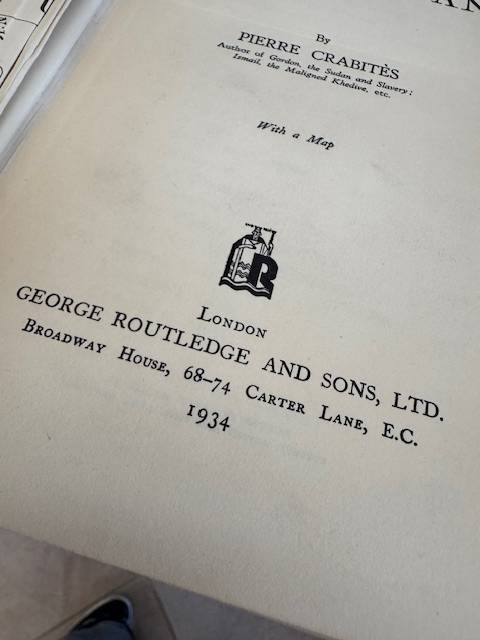 By
PIERRE CRABITÈS
Author of Gordon, the Sudan and Slavery;
Ismail, the Maligned Khedive, etc.
With a Map
R
LONDON
GEORGE ROUTLEDGE AND SONS, LTD.
BROADWAY HOUSE, 68–74 CARTER LANE, E.C.
1934